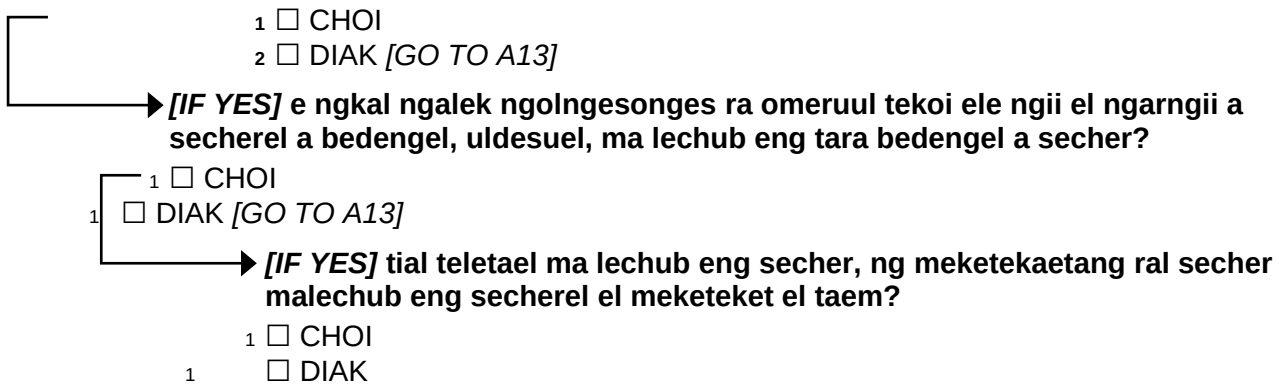 1 ☐ CHOI
2 ☐ DIAK [GO TO A13]
[IF YES] e ngkal ngalek ngolngesonges ra omeruul tekoi ele ngii el ngarngii a
secherel a bedengel, uldesuel, ma lechub eng tara bedengel a secher?
1 ☐ CHOI
1 ☐ DIAK [GO TO A13]
[IF YES] tial teletael ma lechub eng secher, ng meketekaetang ral secher
malechub eng secherel el meketeket el taem?
1 ☐ CHOI
1 ☐ DIAK